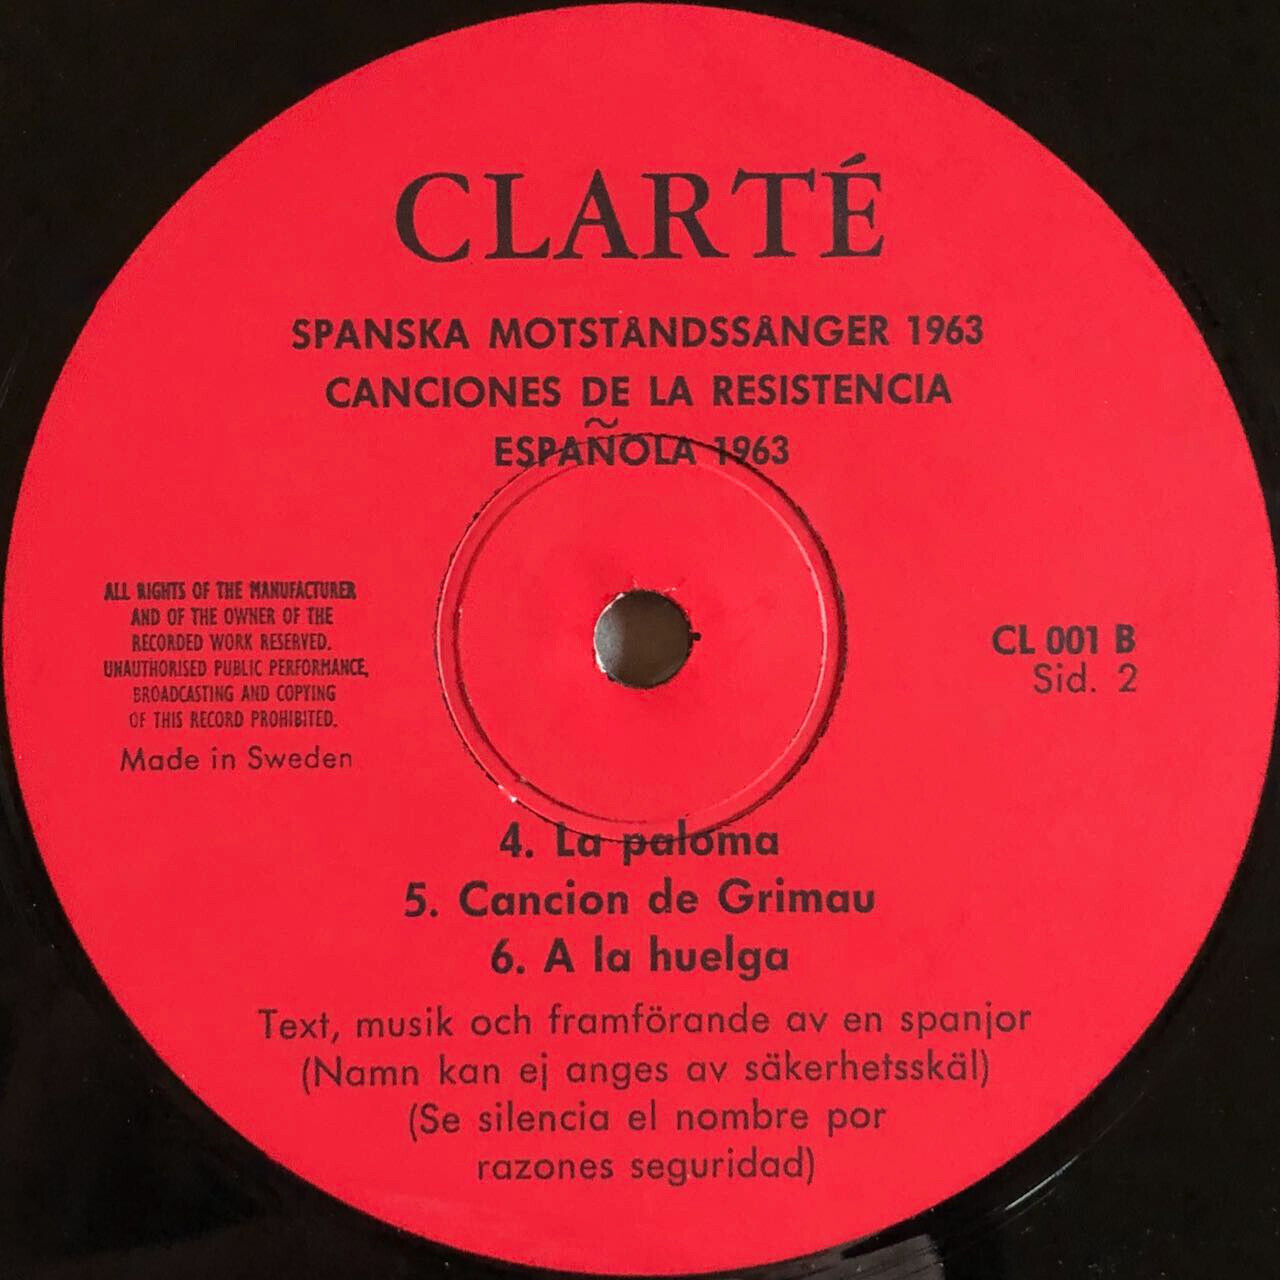 CLARTÉ
SPANSKA MOTSTÅNDSSÅNGER 1963
CANCIONES DE LA RESISTENCIA
ESPAÑOLA 1963
ALL RIGHTS OF THE MANUFACTURER
AND OF THE OWNER OF THE
RECORDED WORK RESERVED.
UNAUTHORISED PUBLIC PERFORMANCE,
BROADCASTING AND COPYING
OF THIS RECORD PROHIBITED.
Made in Sweden
CL 001 B
Sid. 2
4. La paloma
5. Cancion de Grimau
6. A la huelga
Text, musik och framförande av en spanjor
(Namn kan ej anges av säkerhetsskäl)
(Se silencia el nombre por
razones seguridad)